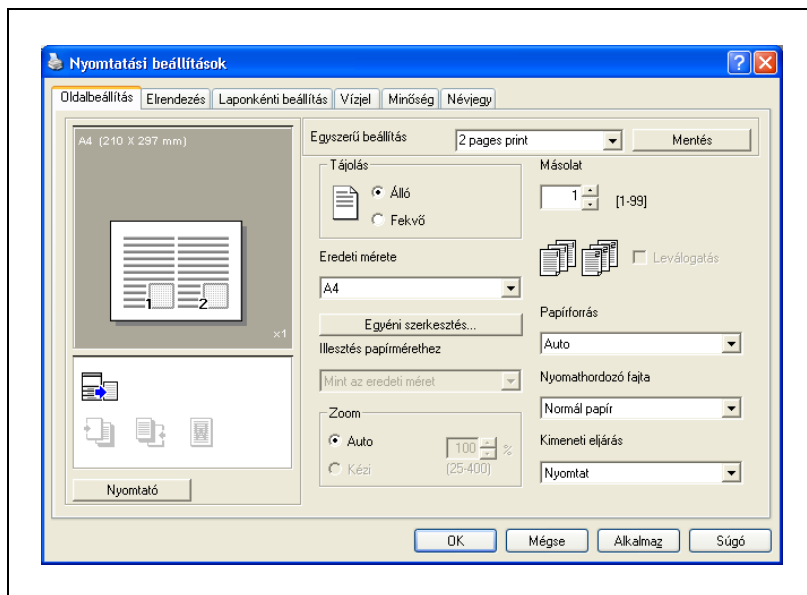 Nyomtatási beállítások
Oldalbeállítás Elrendezés Laponkénti beállítás Vízjel Minőség Névjegy
A4 (210 X 297 mm)
1 2
x1
Nyomtató
Egyszerű beállítás 2 pages print Mentés
Tájolás
Álló
Fekvő
Eredeti mérete
A4
Egyéni szerkesztés...
Illesztés papírmérethez
Mint az eredeti méret
Zoom
Auto
100 %
Kézi (25-400)
Másolat
1 [1-99]
Leválogatás
Papírforrás
Auto
Nyomathordozó fajta
Normál papír
Kimeneti eljárás
Nyomtat
OK Mégse Alkalmaz Súgó